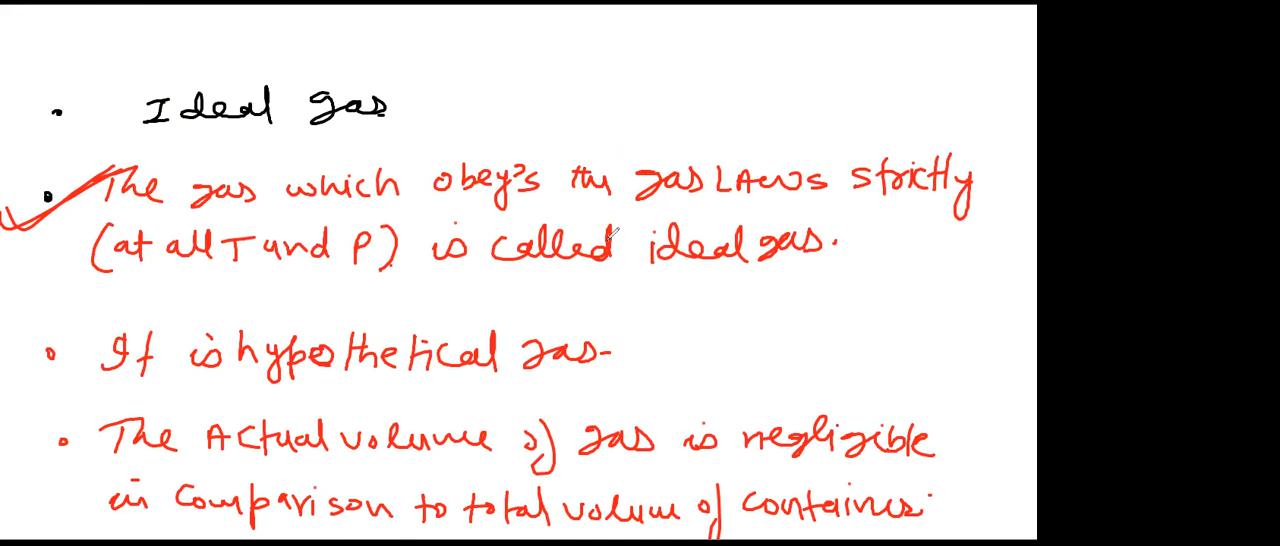 . Ideal gas
. The gas which obey's the gas LAws strictly
(at all T and P) is called ideal gas.
. It is hypothetical gas-
. The Actual volume of gas is negligible
in comparison to total volume of container.